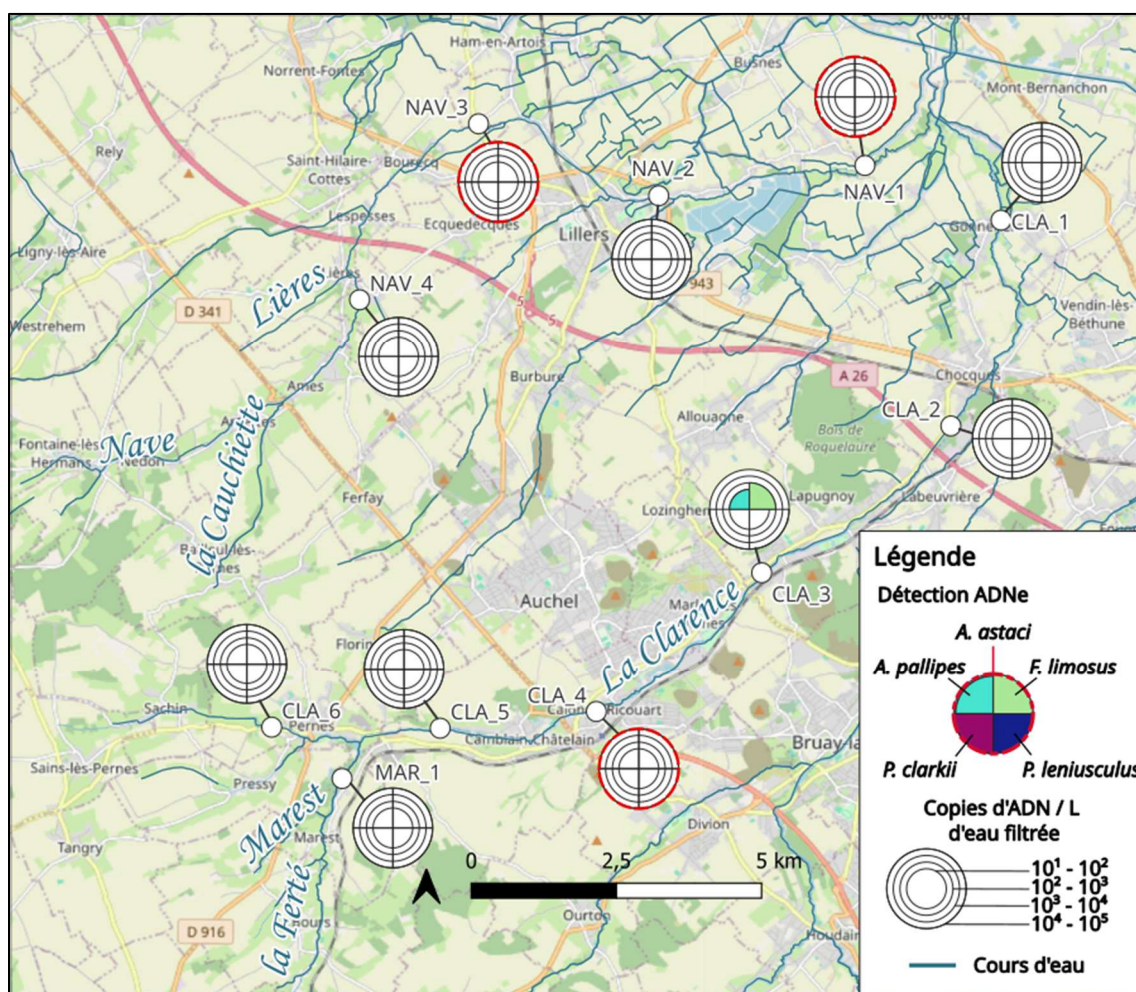 Ham-en-Artois
Busnes
Robecq
Norrent-Fontes
Mont-Bernanchon
NAV_3
Rely
Saint-Hilaire-
Cottes
Bourecq
NAV_2
NAV_1
Lespesses
Ecquedecques
Lillers
CLA_1
Ligny-lès-Aire
Lières
NAV_4
943
D 341
5
5
Westrehem
Vendin-lès-
Béthune
A 26
Burbure
Chocques
Ames
Allouagne
CLA_2
Bois de
Roquelaure
Nave
Fontaine-lès-
Hermans
Nédon
la Cauchiette
Ferfay
Lozinghem
Lapugnoy
Labeuvrière
Auchel
CLA_3
La Clarence
CLA_4
CLA_5
CLA_6
Sachin
Pernes
Camblain-Châtelain
Ricouart
Sains-lès-Pernes
Pressy
MAR_1
Marest
Marest
Tangry
la Ferté
Divion
D 916
Ourton
0
2,5
5 km
Légende
Détection ADNe
A. astaci
A. pallipes
F. limosus
P. clarkii
P. leniusculus
Copies d'ADN / L
d'eau filtrée
10¹ - 10²
10² - 10³
10³ - 10⁴
10⁴ - 10⁵
Cours d'eau